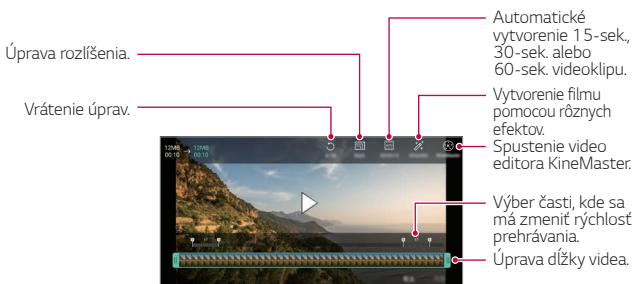 Úprava rozlíšenia.
Vrátenie úprav.
Automatické
vytvorenie 15-sek.,
30-sek. alebo
60-sek. videoklipu.
Vytvorenie filmu
pomocou rôznych
efektov.
Spustenie video
editora KineMaster.
Výber časti, kde sa
má zmeniť rýchlosť
prehrávania.
Úprava dĺžky videa.
12MB → 12MB
00:10 00:10